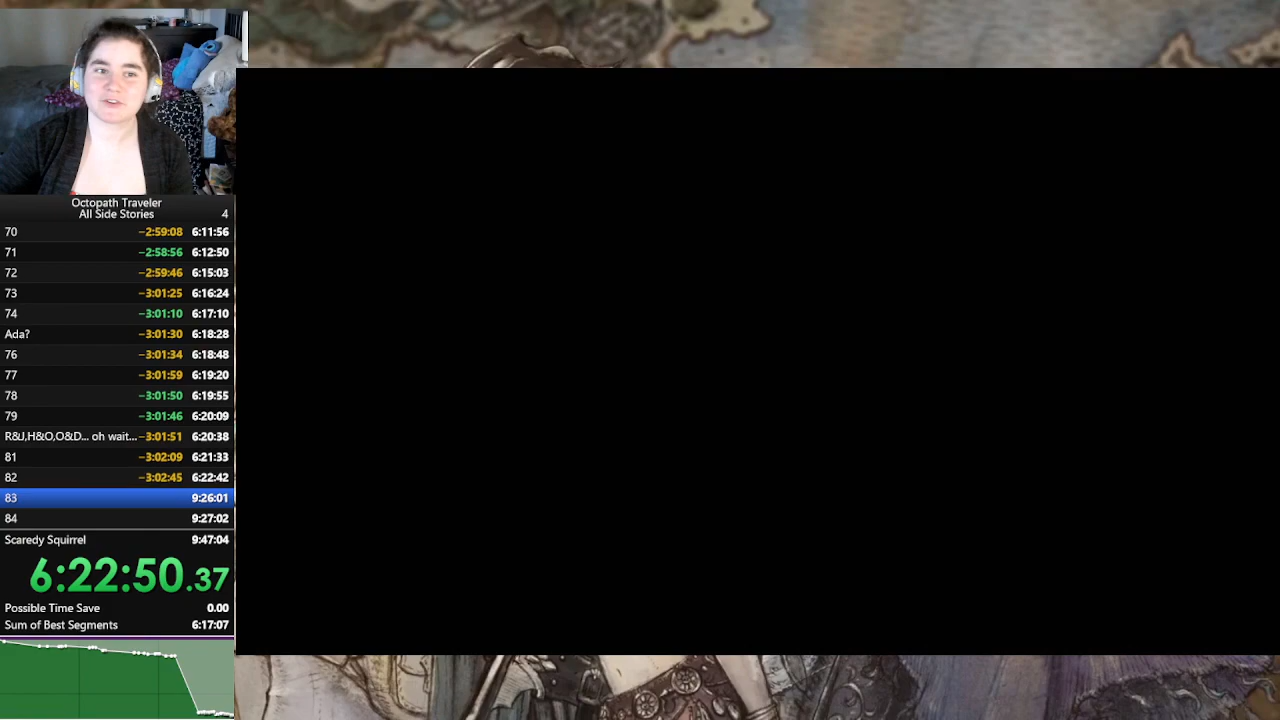 Octopath Traveler
All Side Stories 4
70 −2:59:08 6:11:56
71 −2:58:56 6:12:50
72 −2:59:46 6:15:03
73 −3:01:25 6:16:24
74 −3:01:10 6:17:10
Ada? −3:01:30 6:18:28
76 −3:01:34 6:18:48
77 −3:01:59 6:19:20
78 −3:01:50 6:19:55
79 −3:01:46 6:20:09
R&J,H&O,O&D... oh wait... −3:01:51 6:20:38
81 −3:02:09 6:21:33
82 −3:02:45 6:22:42
83 9:26:01
84 9:27:02
Scaredy Squirrel 9:47:04
6:22:50.37
Possible Time Save 0.00
Sum of Best Segments 6:17:07